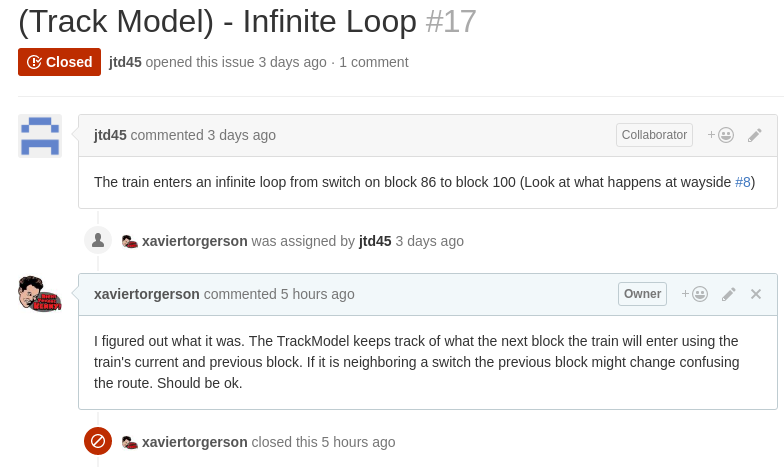 (Track Model) - Infinite Loop #17
Closed jtd45 opened this issue 3 days ago · 1 comment
jtd45 commented 3 days ago Collaborator +
The train enters an infinite loop from switch on block 86 to block 100 (Look at what happens at wayside #8)
xaviertorgerson was assigned by jtd45 3 days ago
xaviertorgerson commented 5 hours ago Owner +
I figured out what it was. The TrackModel keeps track of what the next block the train will enter using the
train's current and previous block. If it is neighboring a switch the previous block might change confusing
the route. Should be ok.
xaviertorgerson closed this 5 hours ago